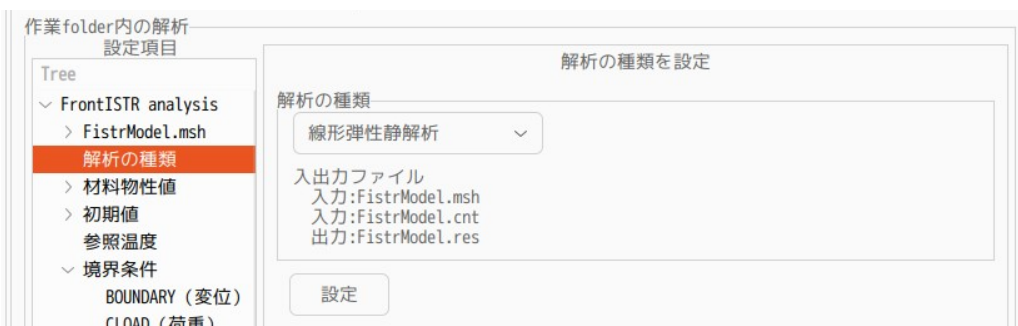 作業folder内の解析
設定項目
Tree
FrontISTR analysis
FistrModel.msh
解析の種類
材料物性値
初期値
参照温度
境界条件
BOUNDARY (変位)
CLOAD (荷重)
解析の種類を設定
解析の種類
線形弾性静解析
入出力ファイル
入力:FistrModel.msh
入力:FistrModel.cnt
出力:FistrModel.res
設定